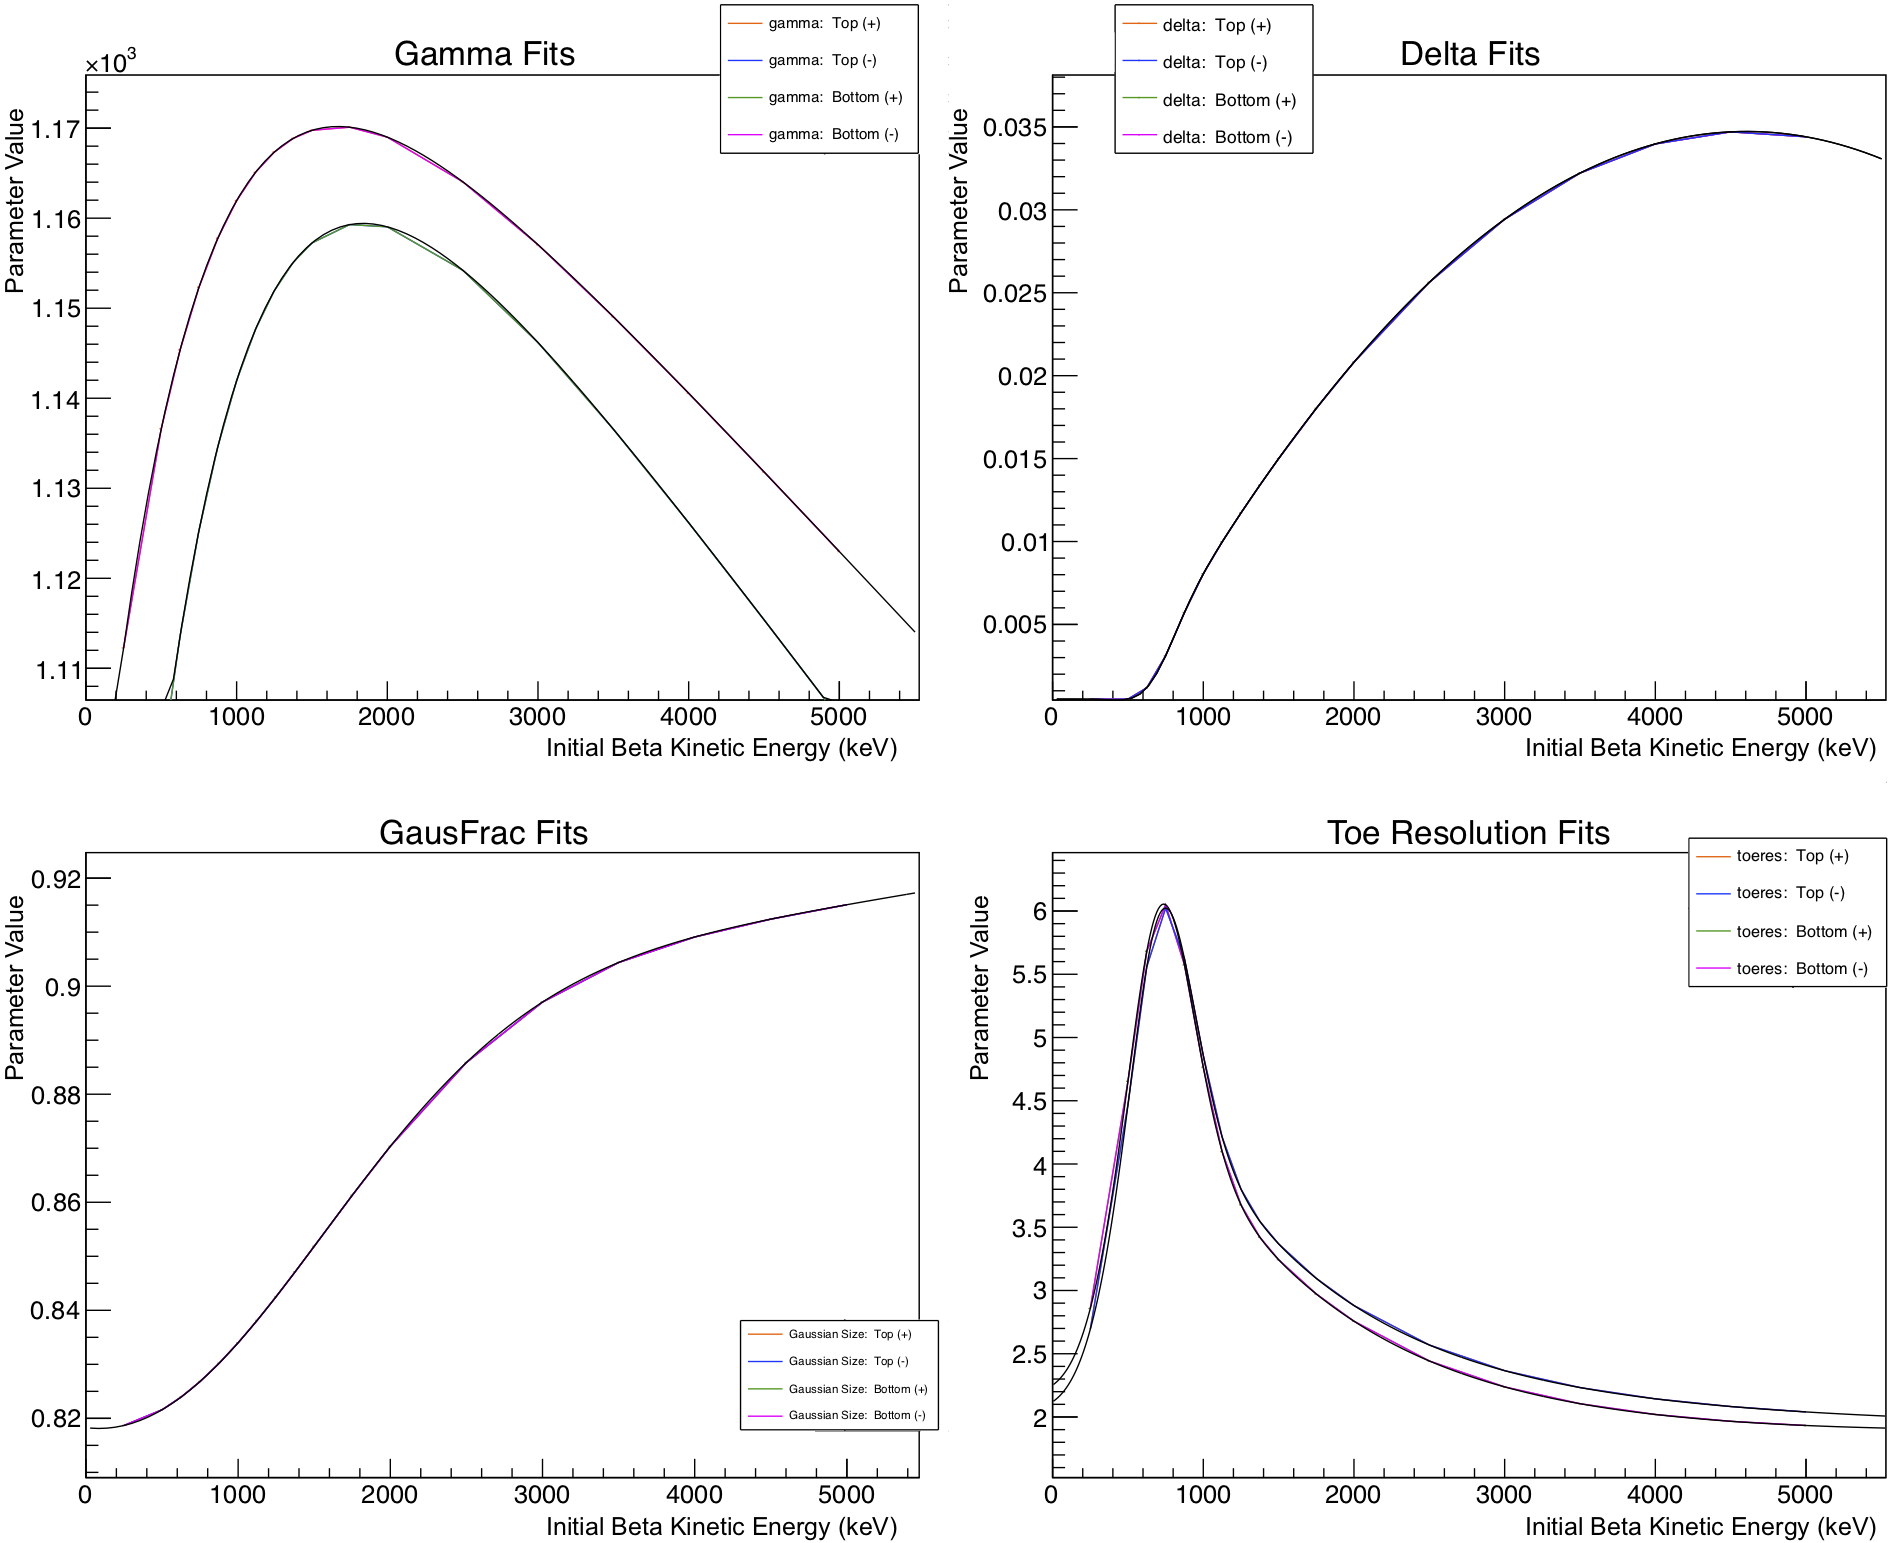 gamma: Top (+)
gamma: Top (-)
gamma: Bottom (+)
gamma: Bottom (-)
Gamma Fits
×10³
Parameter Value
1.17
1.16
1.15
1.14
1.13
1.12
1.11
0 1000 2000 3000 4000 5000
Initial Beta Kinetic Energy (keV)
delta: Top (+)
delta: Top (-)
delta: Bottom (+)
delta: Bottom (-)
Delta Fits
Parameter Value
0.035
0.03
0.025
0.02
0.015
0.01
0.005
0 1000 2000 3000 4000 5000
Initial Beta Kinetic Energy (keV)
GausFrac Fits
Parameter Value
0.92
0.9
0.88
0.86
0.84
0.82
Gaussian Size: Top (+)
Gaussian Size: Top (-)
Gaussian Size: Bottom (+)
Gaussian Size: Bottom (-)
0 1000 2000 3000 4000 5000
Initial Beta Kinetic Energy (keV)
Toe Resolution Fits
toeres: Top (+)
toeres: Top (-)
toeres: Bottom (+)
toeres: Bottom (-)
Parameter Value
6
5.5
5
4.5
4
3.5
3
2.5
2
0 1000 2000 3000 4000 5000
Initial Beta Kinetic Energy (keV)